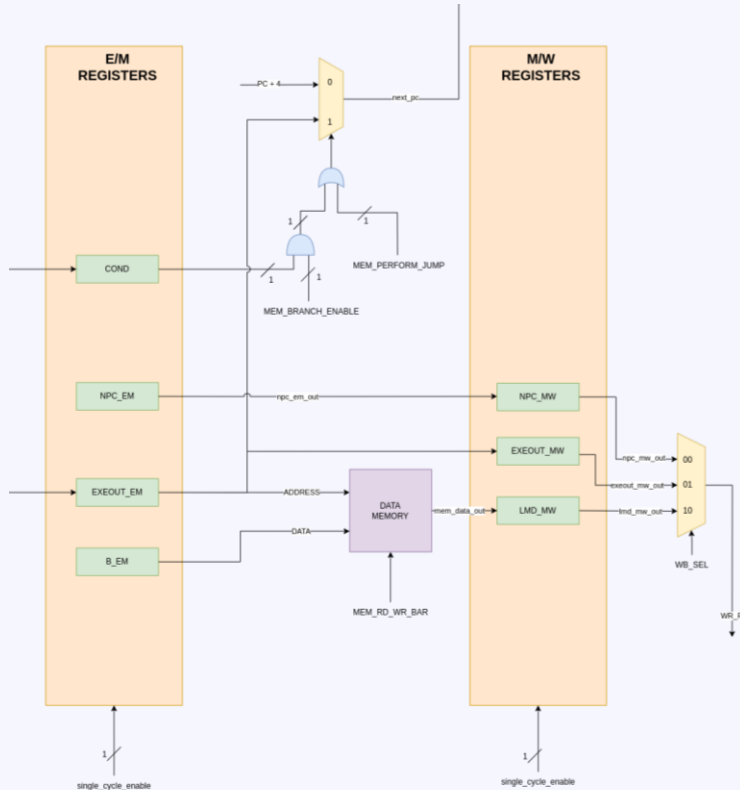 E/M
REGISTERS
M/W
REGISTERS
PC + 4
0
1
next_pc
1
1
COND
1
1
MEM_PERFORM_JUMP
MEM_BRANCH_ENABLE
NPC_EM
npc_em_out
NPC_MW
EXEOUT_MW
npc_mw_out
00
EXEOUT_EM
ADDRESS
DATA
MEMORY
exeout_mw_out
01
mem_data_out
LMD_MW
lmd_mw_out
10
DATA
B_EM
WB_SEL
MEM_RD_WR_BAR
1
1
single_cycle_enable
single_cycle_enable